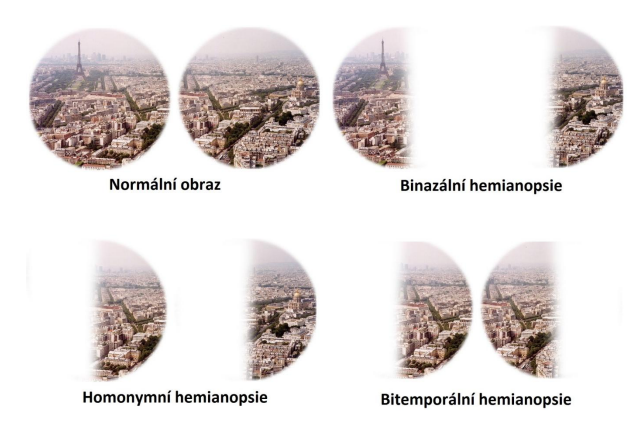 Normální obraz
Binazální hemianopsie
Homonymní hemianopsie
Bitemporální hemianopsie